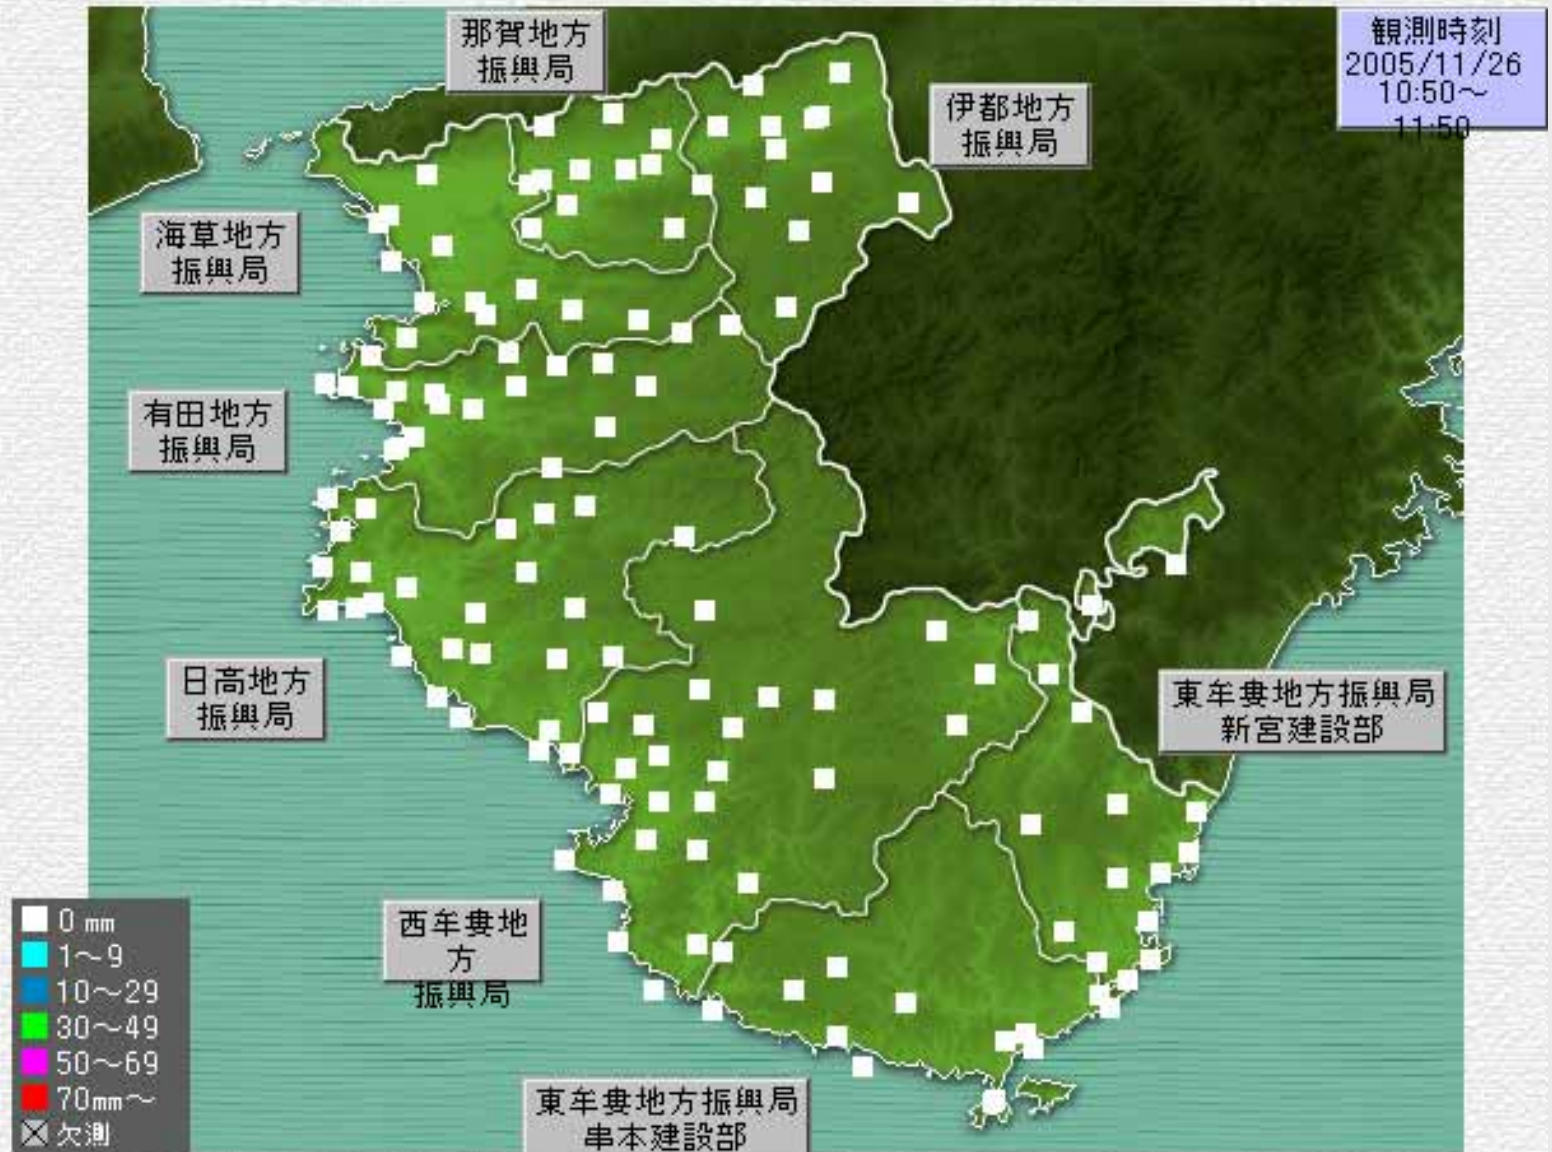 那賀地方
振興局
観測時刻
2005/11/26
10:50～
11:50
伊都地方
振興局
海草地方
振興局
有田地方
振興局
日高地方
振興局
東牟婁地方振興局
新宮建設部
西牟婁地
方
振興局
東牟婁地方振興局
串本建設部
0 mm
1～9
10～29
30～49
50～69
70mm～
欠測